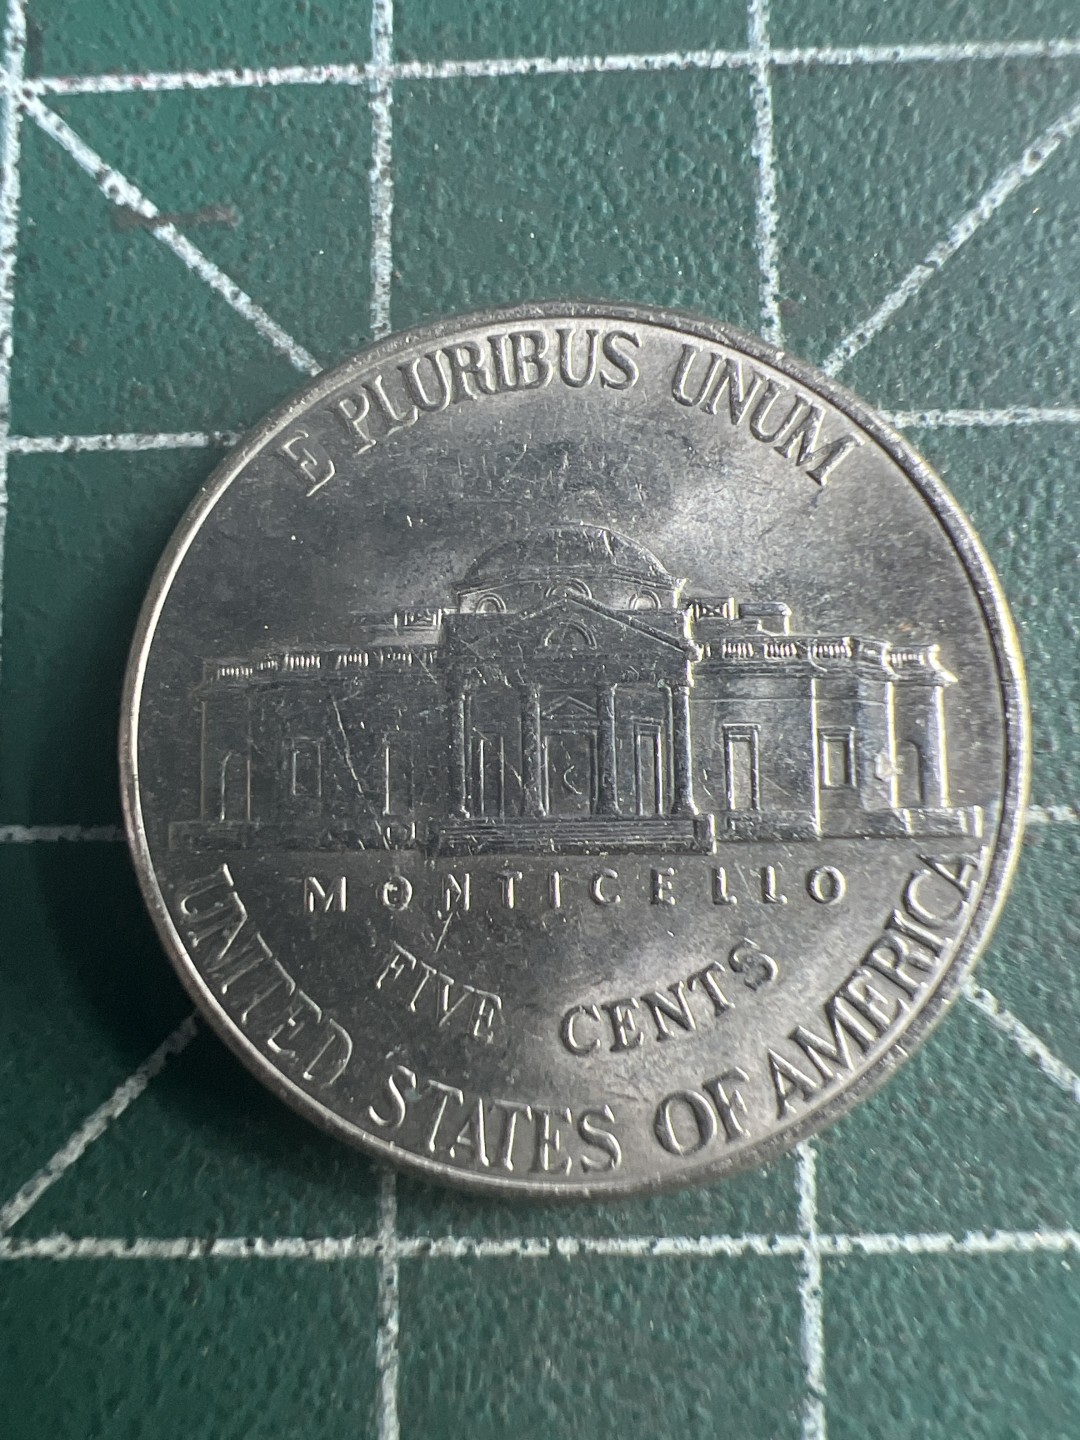 E PLURIBUS UNUM
MONTICELLO
FIVE CENTS
UNITED STATES OF AMERICA